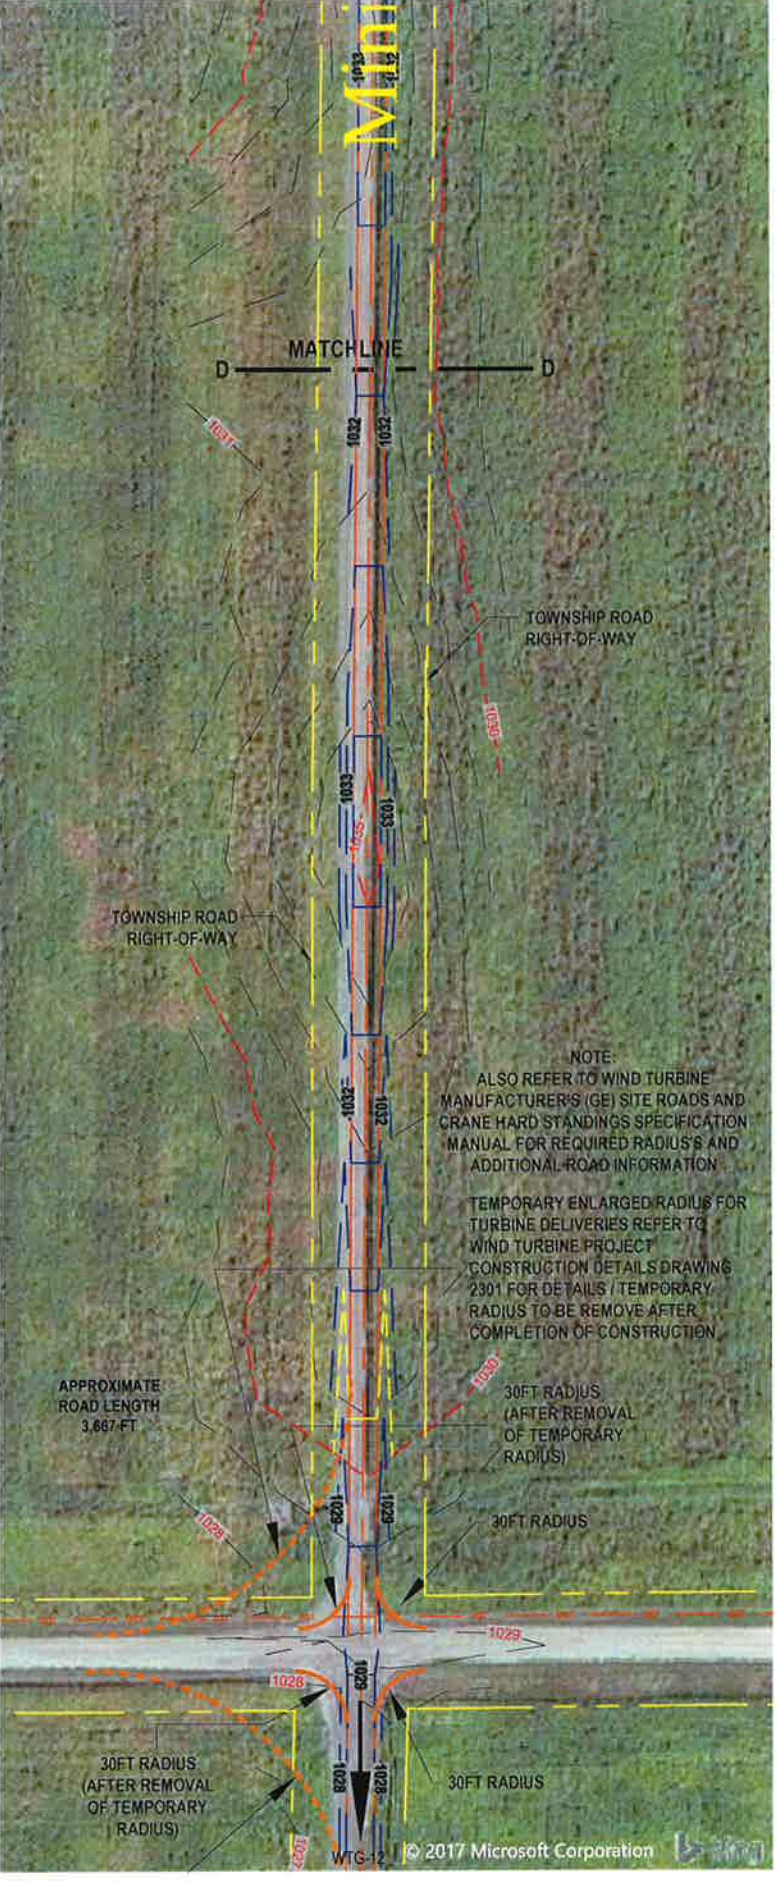 1033
1032
Mini
MATCHLINE
D
D
1032
1032
1031
TOWNSHIP ROAD
RIGHT-OF-WAY
1030
1033
1033
1035
TOWNSHIP ROAD
RIGHT-OF-WAY
NOTE:
ALSO REFER TO WIND TURBINE
MANUFACTURER'S (GE) SITE ROADS AND
CRANE HARD STANDINGS SPECIFICATION
MANUAL FOR REQUIRED RADIUS'S AND
ADDITIONAL ROAD INFORMATION
1032
1032
TEMPORARY ENLARGED RADIUS FOR
TURBINE DELIVERIES REFER TO
WIND TURBINE PROJECT
CONSTRUCTION DETAILS DRAWING
2301 FOR DETAILS / TEMPORARY
RADIUS TO BE REMOVE AFTER
COMPLETION OF CONSTRUCTION
1030
APPROXIMATE
ROAD LENGTH
3,667-FT
30FT RADIUS
(AFTER REMOVAL
OF TEMPORARY
RADIUS)
1028
1029
1029
30FT RADIUS
1029
1028
1029
30FT RADIUS
(AFTER REMOVAL
OF TEMPORARY
RADIUS)
1028
1028
30FT RADIUS
1027
WTG-12
© 2017 Microsoft Corporation